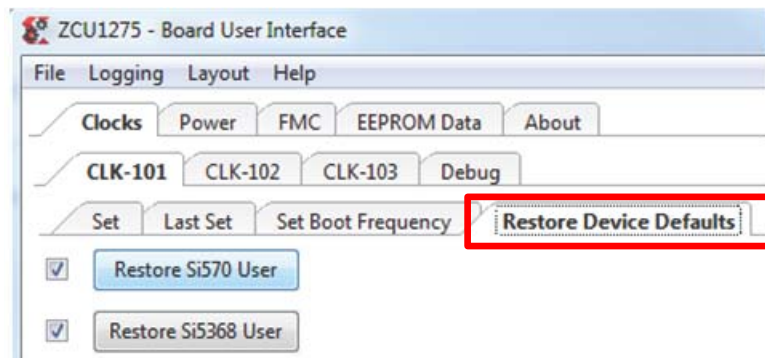 ZCU1275 - Board User Interface
File Logging Layout Help
Clocks Power FMC EEPROM Data About
CLK-101 CLK-102 CLK-103 Debug
Set Last Set Set Boot Frequency Restore Device Defaults
Restore Si570 User
Restore Si5368 User